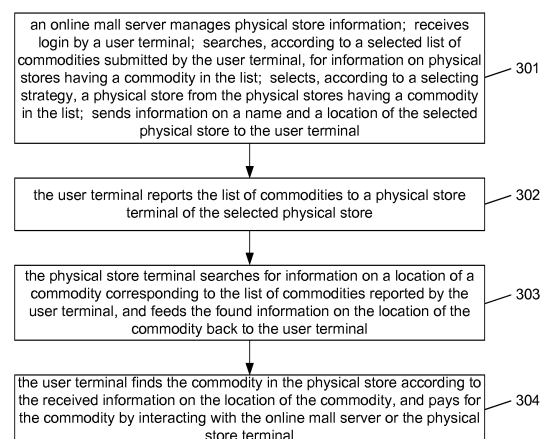 an online mall server manages physical store information; receives
login by a user terminal; searches, according to a selected list of
commodities submitted by the user terminal, for information on physical
stores having a commodity in the list; selects, according to a selecting
strategy, a physical store from the physical stores having a commodity
in the list; sends information on a name and a location of the selected
physical store to the user terminal
301
the user terminal reports the list of commodities to a physical store
terminal of the selected physical store
302
the physical store terminal searches for information on a location of a
commodity corresponding to the list of commodities reported by the
user terminal, and feeds the found information on the location of the
commodity back to the user terminal
303
the user terminal finds the commodity in the physical store according to
the received information on the location of the commodity, and pays for
the commodity by interacting with the online mall server or the physical
store terminal
304